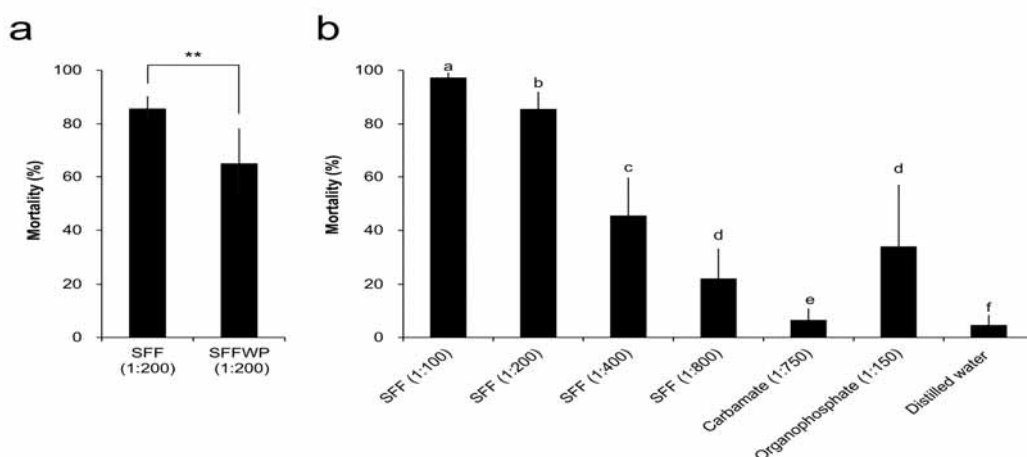 a
**
100
80
60
40
20
0
Mortality (%)
SFF
(1:200)
SFFWP
(1:200)
b
100
80
60
40
20
0
Mortality (%)
a
b
c
d
e
d
f
SFF (1:100)
SFF (1:200)
SFF (1:400)
SFF (1:800)
Carbamate (1:750)
Organophosphate (1:150)
Distilled water